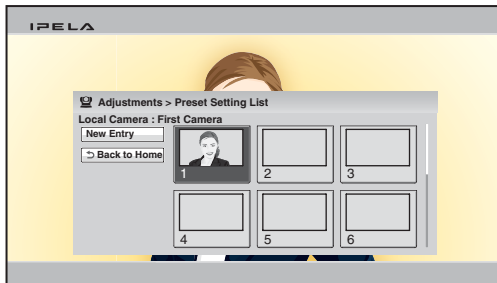 IPELA
Adjustments > Preset Setting List
Local Camera : First Camera
New Entry
Back to Home
1
2
3
4
5
6